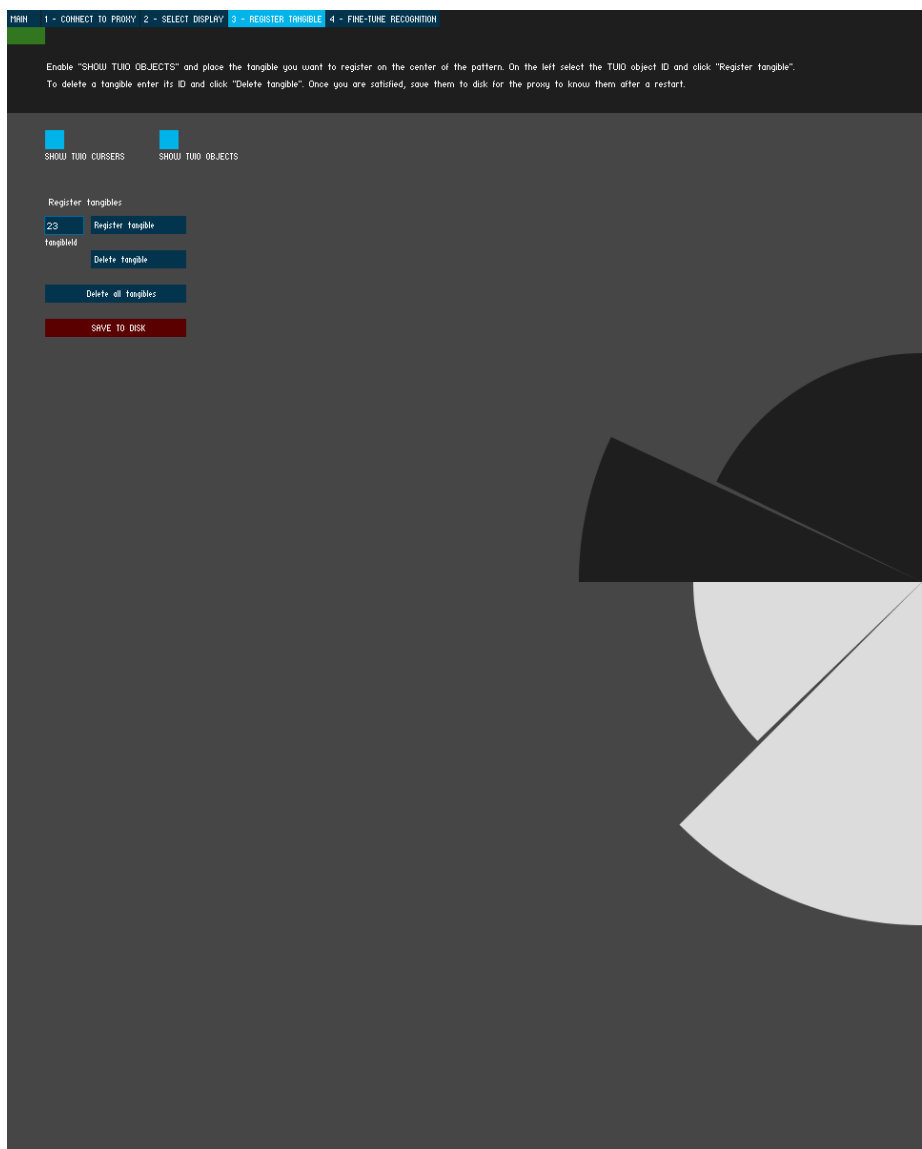 MAIN 1 - CONNECT TO PROXY 2 - SELECT DISPLAY 3 - REGISTER TANGIBLE 4 - FINE-TUNE RECOGNITION
Enable "SHOW TUIO OBJECTS" and place the tangible you want to register on the center of the pattern. On the left select the TUIO object ID and click "Register tangible".
To delete a tangible enter its ID and click "Delete tangible". Once you are satisfied, save them to disk for the proxy to know them after a restart.
SHOW TUIO CURSERS SHOW TUIO OBJECTS
Register tangibles
23 Register tangible
tangibleId
Delete tangible
Delete all tangibles
SAVE TO DISK